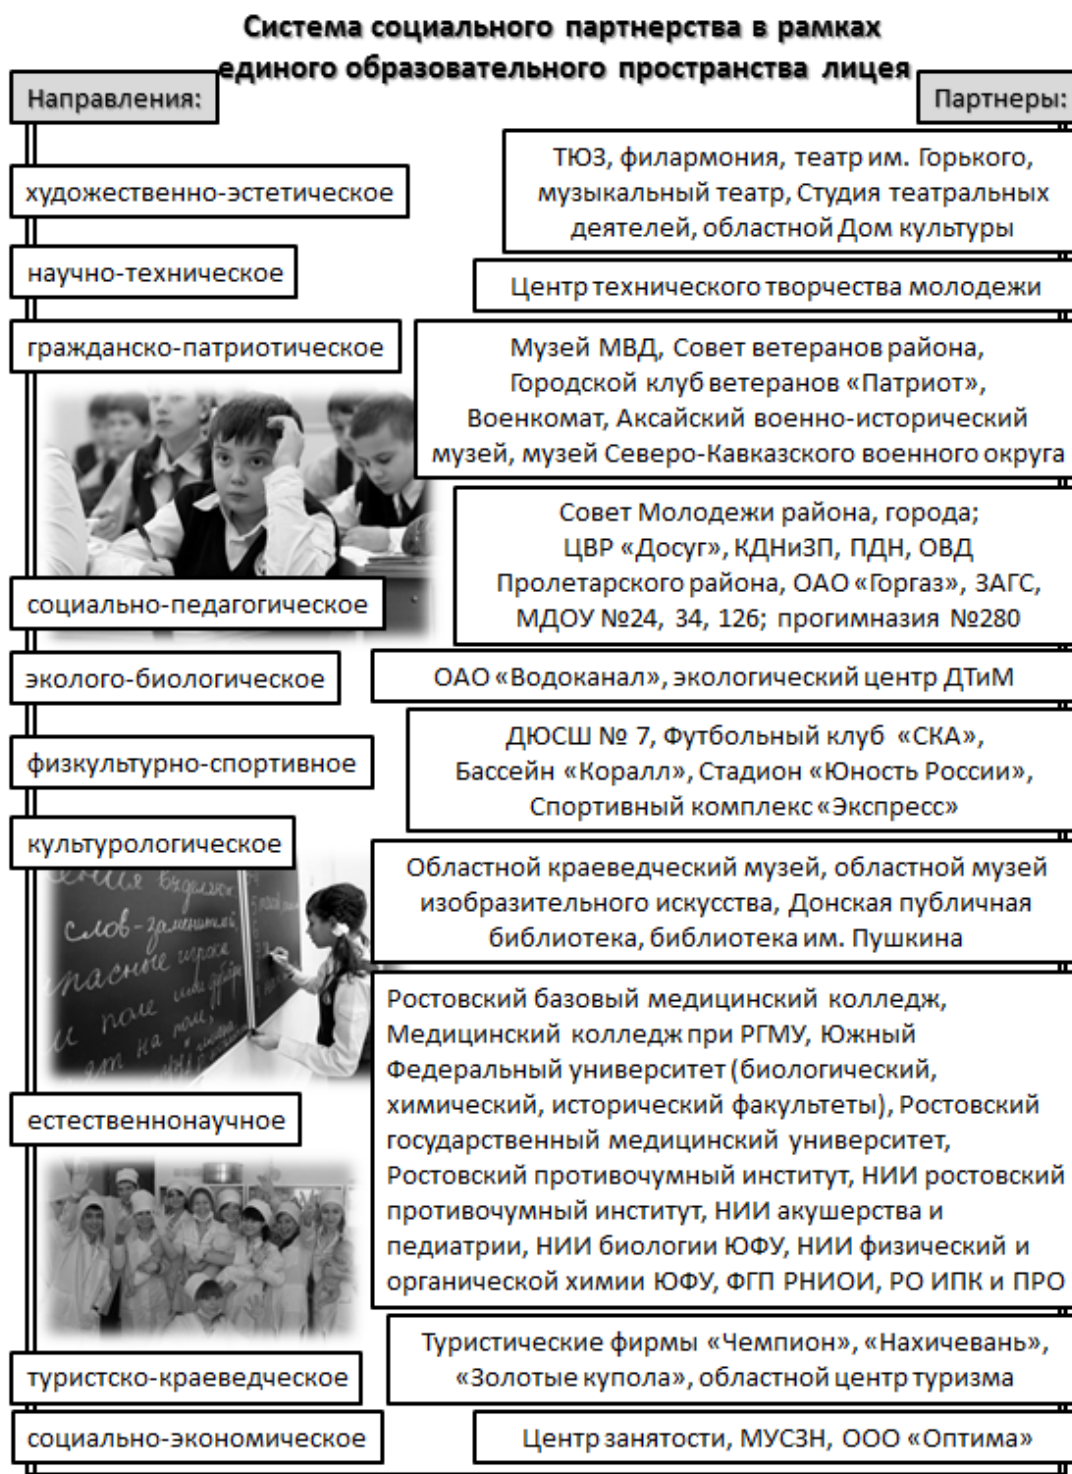 Система социального партнерства в рамках
единого образовательного пространства лицея
Направления:
Партнеры:
художественно-эстетическое
ТЮЗ, филармония, театр им. Горького,
музыкальный театр, Студия театральных
деятелей, областной Дом культуры
научно-техническое
Центр технического творчества молодежи
гражданско-патриотическое
Музей МВД, Совет ветеранов района,
Городской клуб ветеранов «Патриот»,
Военкомат, Аксайский военно-исторический
музей, музей Северо-Кавказского военного округа
социально-педагогическое
Совет Молодежи района, города;
ЦВР «Досуг», КДНиЗП, ПДН, ОВД
Пролетарского района, ОАО «Горгаз», ЗАГС,
МДОУ №24, 34, 126; прогимназия №280
эколого-биологическое
ОАО «Водоканал», экологический центр ДТиМ
физкультурно-спортивное
ДЮСШ № 7, Футбольный клуб «СКА»,
Бассейн «Коралл», Стадион «Юность России»,
Спортивный комплекс «Экспресс»
культурологическое
Областной краеведческий музей, областной музей
изобразительного искусства, Донская публичная
библиотека, библиотека им. Пушкина
слов-заменителей
опасные игроки
поле
на поле,
естественнонаучное
Ростовский базовый медицинский колледж,
Медицинский колледж при РГМУ, Южный
Федеральный университет (биологический,
химический, исторический факультеты), Ростовский
государственный медицинский университет,
Ростовский противочумный институт, НИИ ростовский
противочумный институт, НИИ акушерства и
педиатрии, НИИ биологии ЮФУ, НИИ физический и
органической химии ЮФУ, ФГП РНИОИ, РО ИПК и ПРО
туристско-краеведческое
Туристические фирмы «Чемпион», «Нахичевань»,
«Золотые купола», областной центр туризма
социально-экономическое
Центр занятости, МУСЗН, ООО «Оптима»